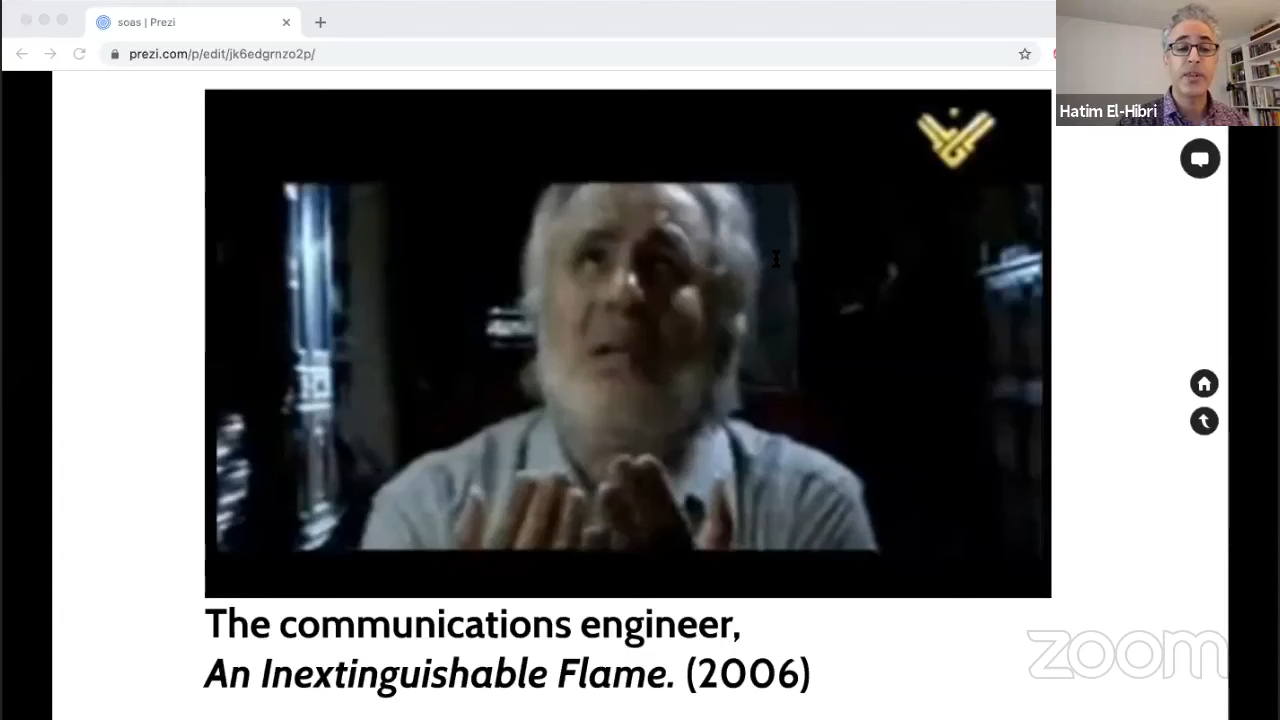 soas | Prezi
prezi.com/p/edit/jk6edgrnzo2p/
Hatim El-Hibri
The communications engineer,
An Inextinguishable Flame. (2006)
zoom